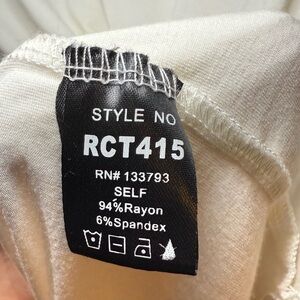 STYLE NO
RCT415
RN# 133793
SELF
94%Rayon
6%Spandex